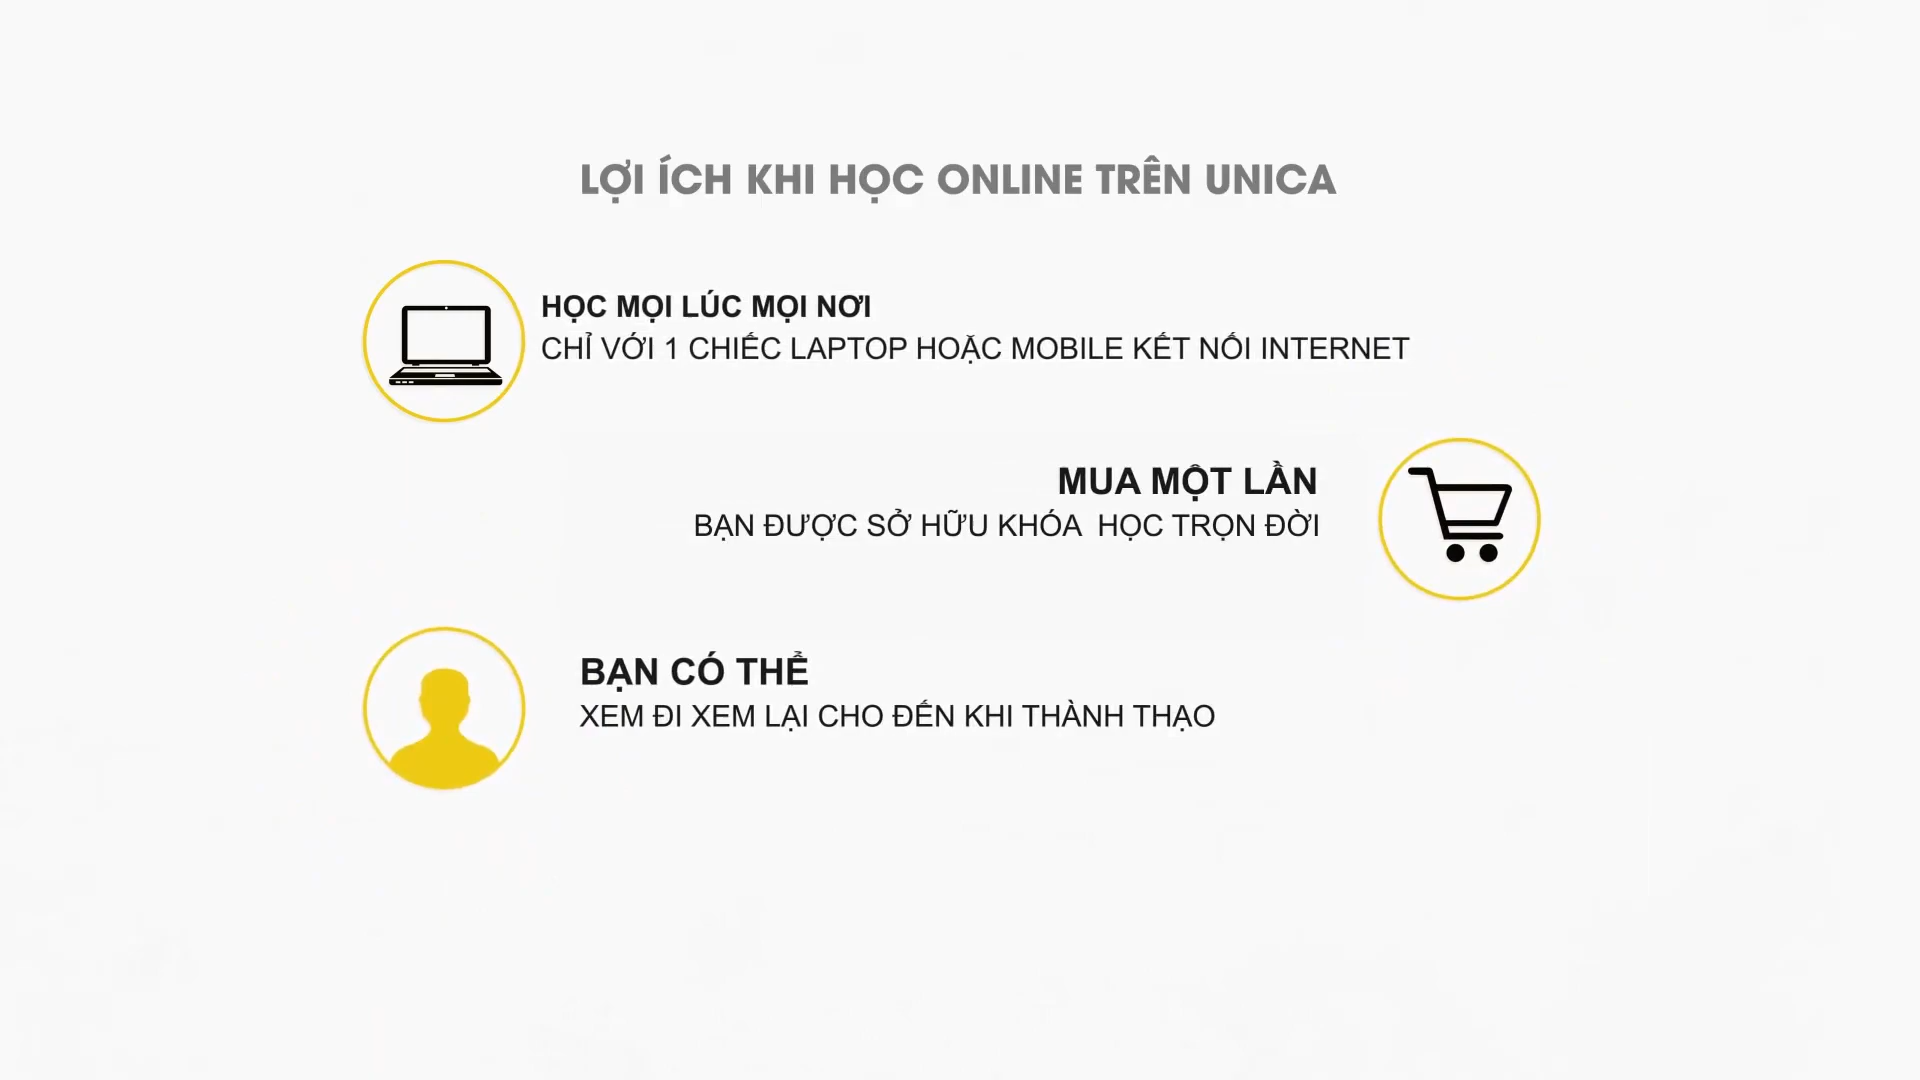 LỢI ÍCH KHI HỌC ONLINE TRÊN UNICA
HỌC MỌI LÚC MỌI NƠI
CHỈ VỚI 1 CHIẾC LAPTOP HOẶC MOBILE KẾT NỐI INTERNET
MUA MỘT LẦN
BẠN ĐƯỢC SỞ HỮU KHÓA HỌC TRỌN ĐỜI
BẠN CÓ THỂ
XEM ĐI XEM LẠI CHO ĐẾN KHI THÀNH THẠO